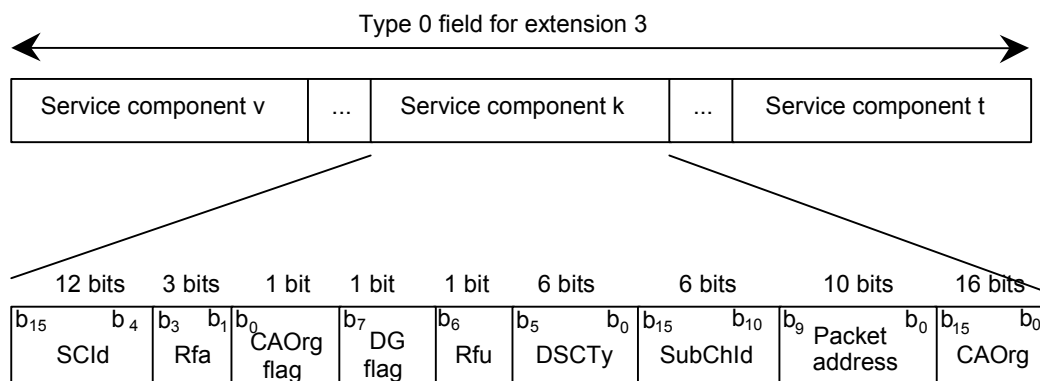 Type 0 field for extension 3
Service component v ... Service component k ... Service component t
12 bits 3 bits 1 bit 1 bit 1 bit 6 bits 6 bits 10 bits 16 bits
b15 b4 b3 b1 b0 b7 b6 b5 b0 b15 b10 b9 b0 b15 b0
SCId Rfa CAOrg flag DG flag Rfu DSCTy SubChId Packet address CAOrg